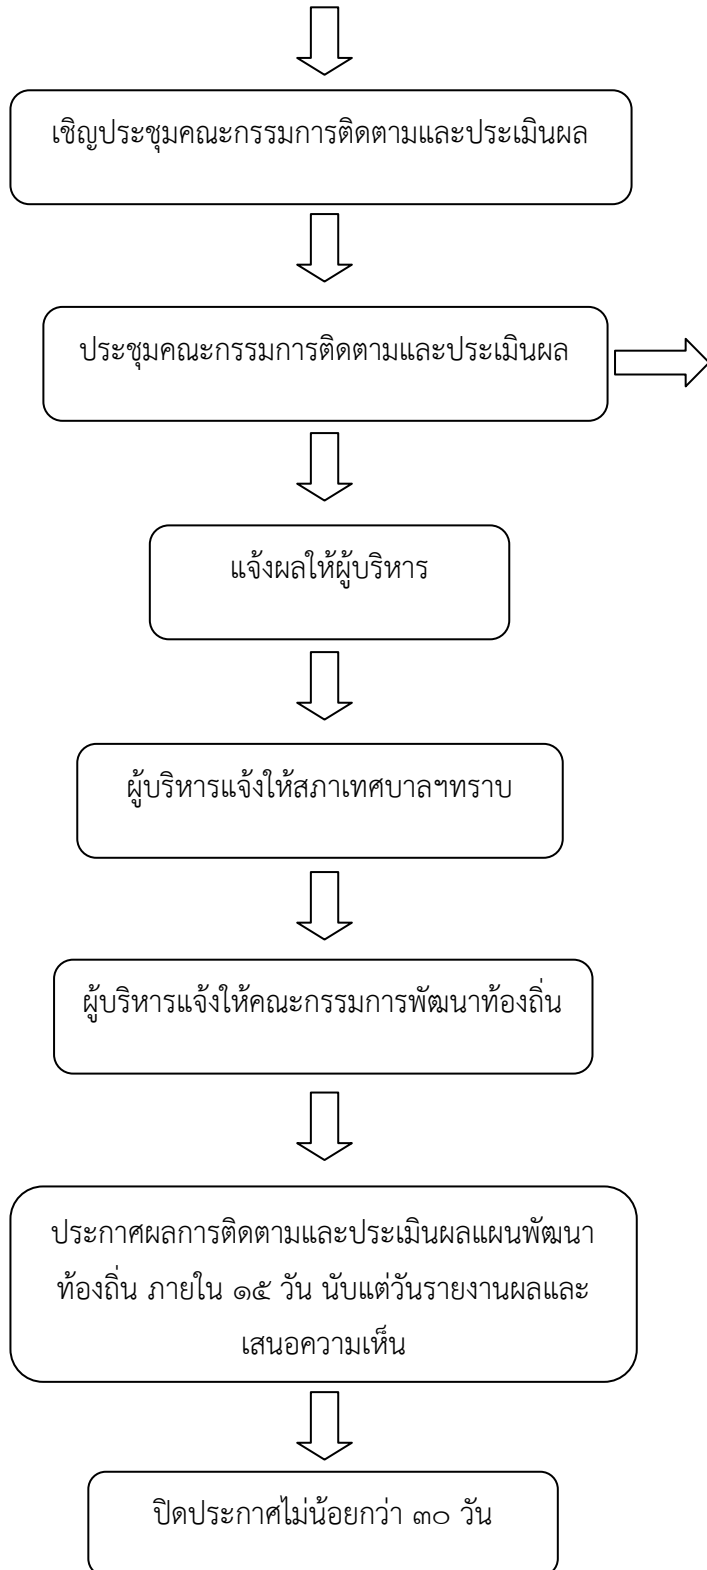 เชิญประชุมคณะกรรมการติดตามและประเมินผล
ประชุมคณะกรรมการติดตามและประเมินผล
แจ้งผลให้ผู้บริหาร
ผู้บริหารแจ้งให้สภาเทศบาลฯทราบ
ผู้บริหารแจ้งให้คณะกรรมการพัฒนาท้องถิ่น
ประกาศผลการติดตามและประเมินผลแผนพัฒนา
ท้องถิ่น ภายใน ๑๕ วัน นับแต่วันรายงานผลและ
เสนอความเห็น
ปิดประกาศไม่น้อยกว่า ๓๐ วัน